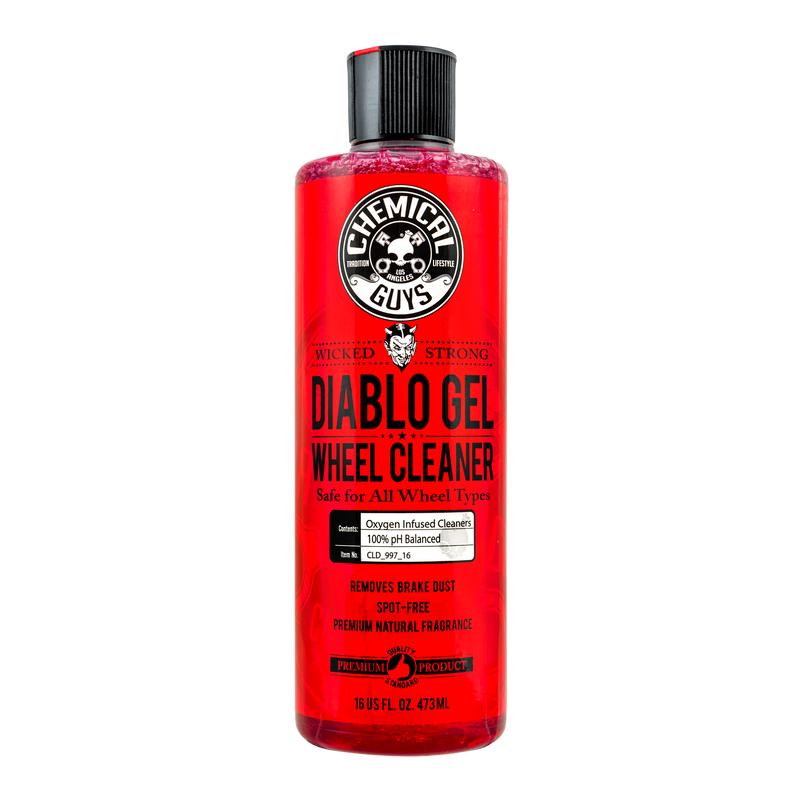 CHEMICAL
TRADITION LIFESTYLE
LOS
ANGELES
GUYS
WICKED STRONG
DIABLO GEL
WHEEL CLEANER
Safe for All Wheel Types
Contents: Oxygen Infused Cleaners
100% pH Balanced
Item No. CLD_997_16
REMOVES BRAKE DUST
SPOT-FREE
PREMIUM NATURAL FRAGRANCE
QUALITY
PREMIUM PRODUCT
STANDARD
16 US FL. OZ. 473ML